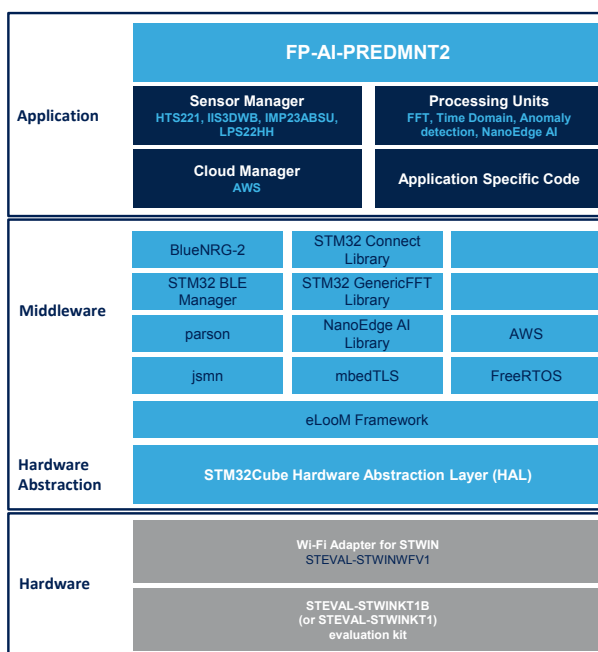 FP-AI-PREDMNT2
Application
Sensor Manager
HTS221, IIS3DWB, IMP23ABSU,
LPS22HH
Processing Units
FFT, Time Domain, Anomaly
detection, NanoEdge AI
Cloud Manager
AWS
Application Specific Code
Middleware
BlueNRG-2
STM32 Connect
Library
STM32 BLE
Manager
STM32 GenericFFT
Library
parson
NanoEdge AI
Library
AWS
jsmn
mbedTLS
FreeRTOS
eLooM Framework
Hardware
Abstraction
STM32Cube Hardware Abstraction Layer (HAL)
Hardware
Wi-Fi Adapter for STWIN
STEVAL-STWINWFV1
STEVAL-STWINKT1B
(or STEVAL-STWINKT1)
evaluation kit